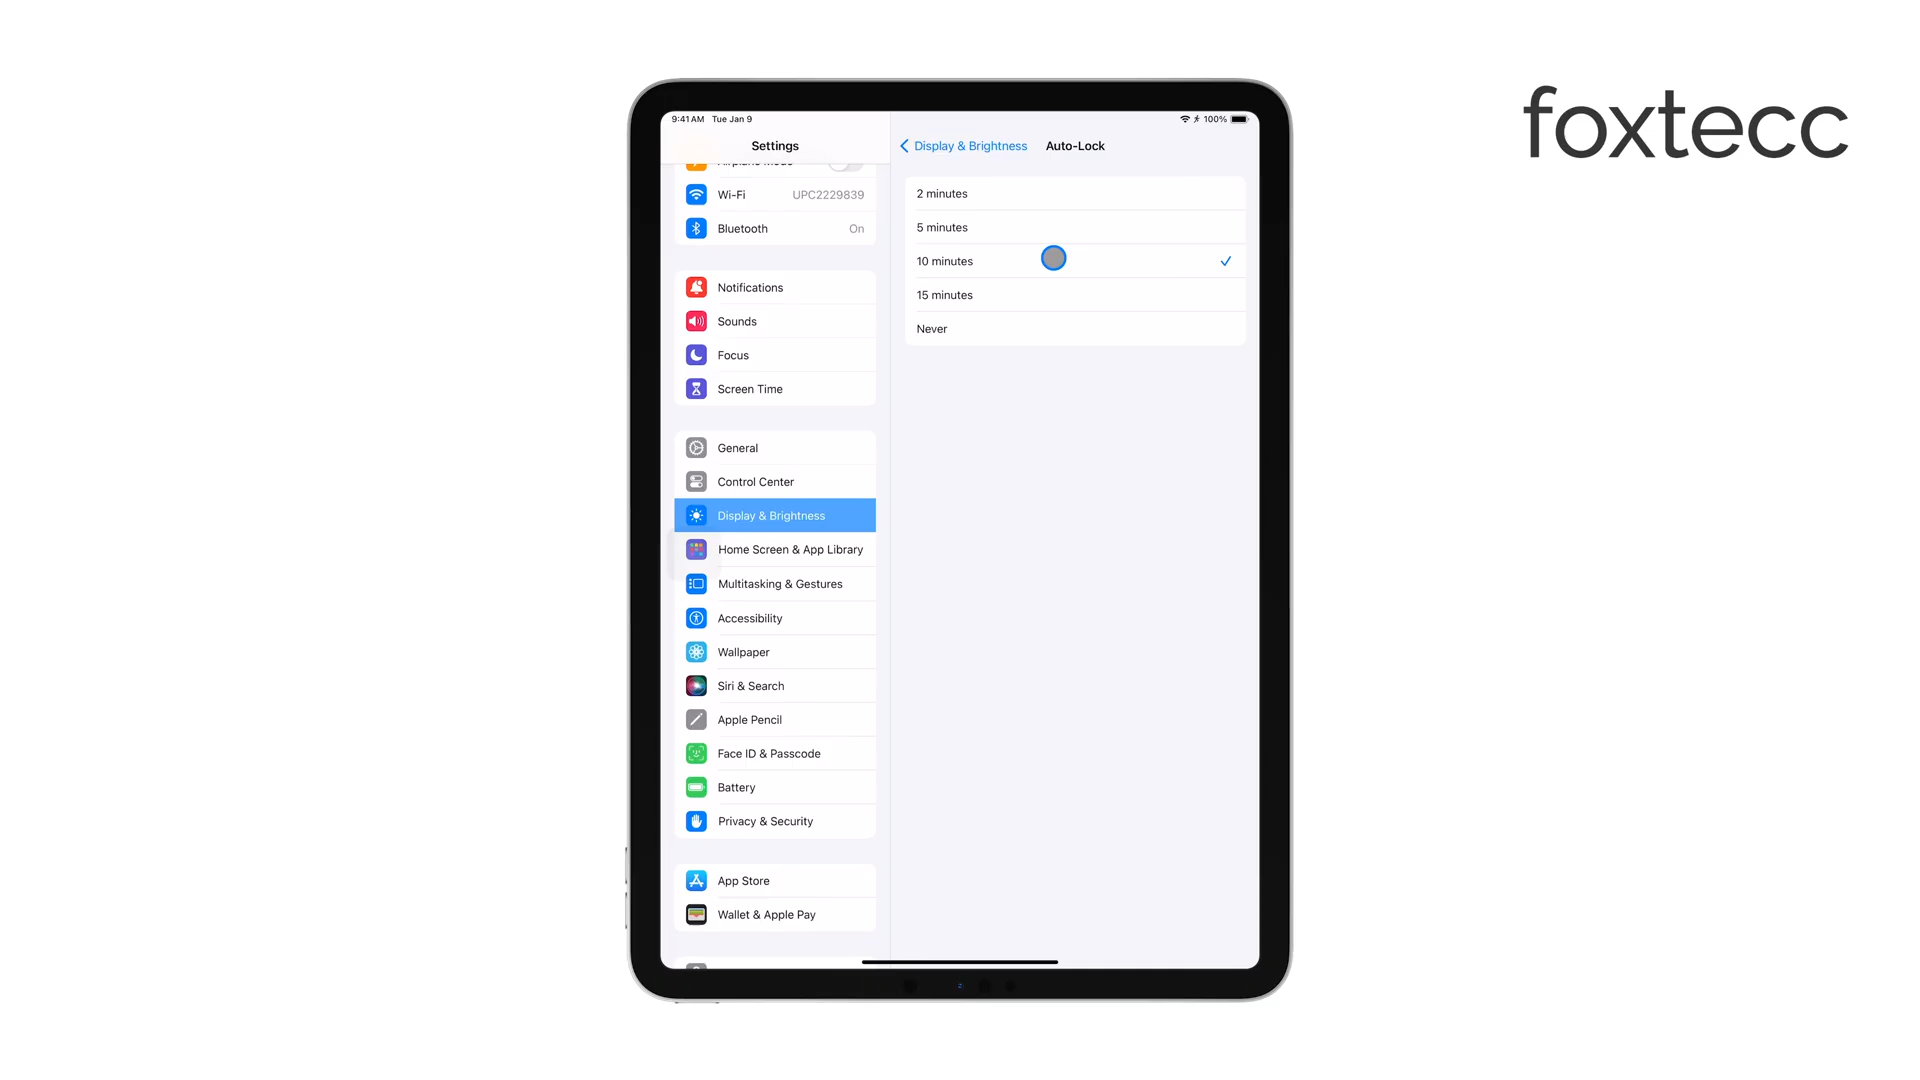 foxtecc
9:41 AM Tue Jan 9
100%
Settings
Wi-Fi UPC2229839
Bluetooth On
Notifications
Sounds
Focus
Screen Time
General
Control Center
Display & Brightness
Home Screen & App Library
Multitasking & Gestures
Accessibility
Wallpaper
Siri & Search
Apple Pencil
Face ID & Passcode
Battery
Privacy & Security
App Store
Wallet & Apple Pay
Display & Brightness Auto-Lock
2 minutes
5 minutes
10 minutes
15 minutes
Never